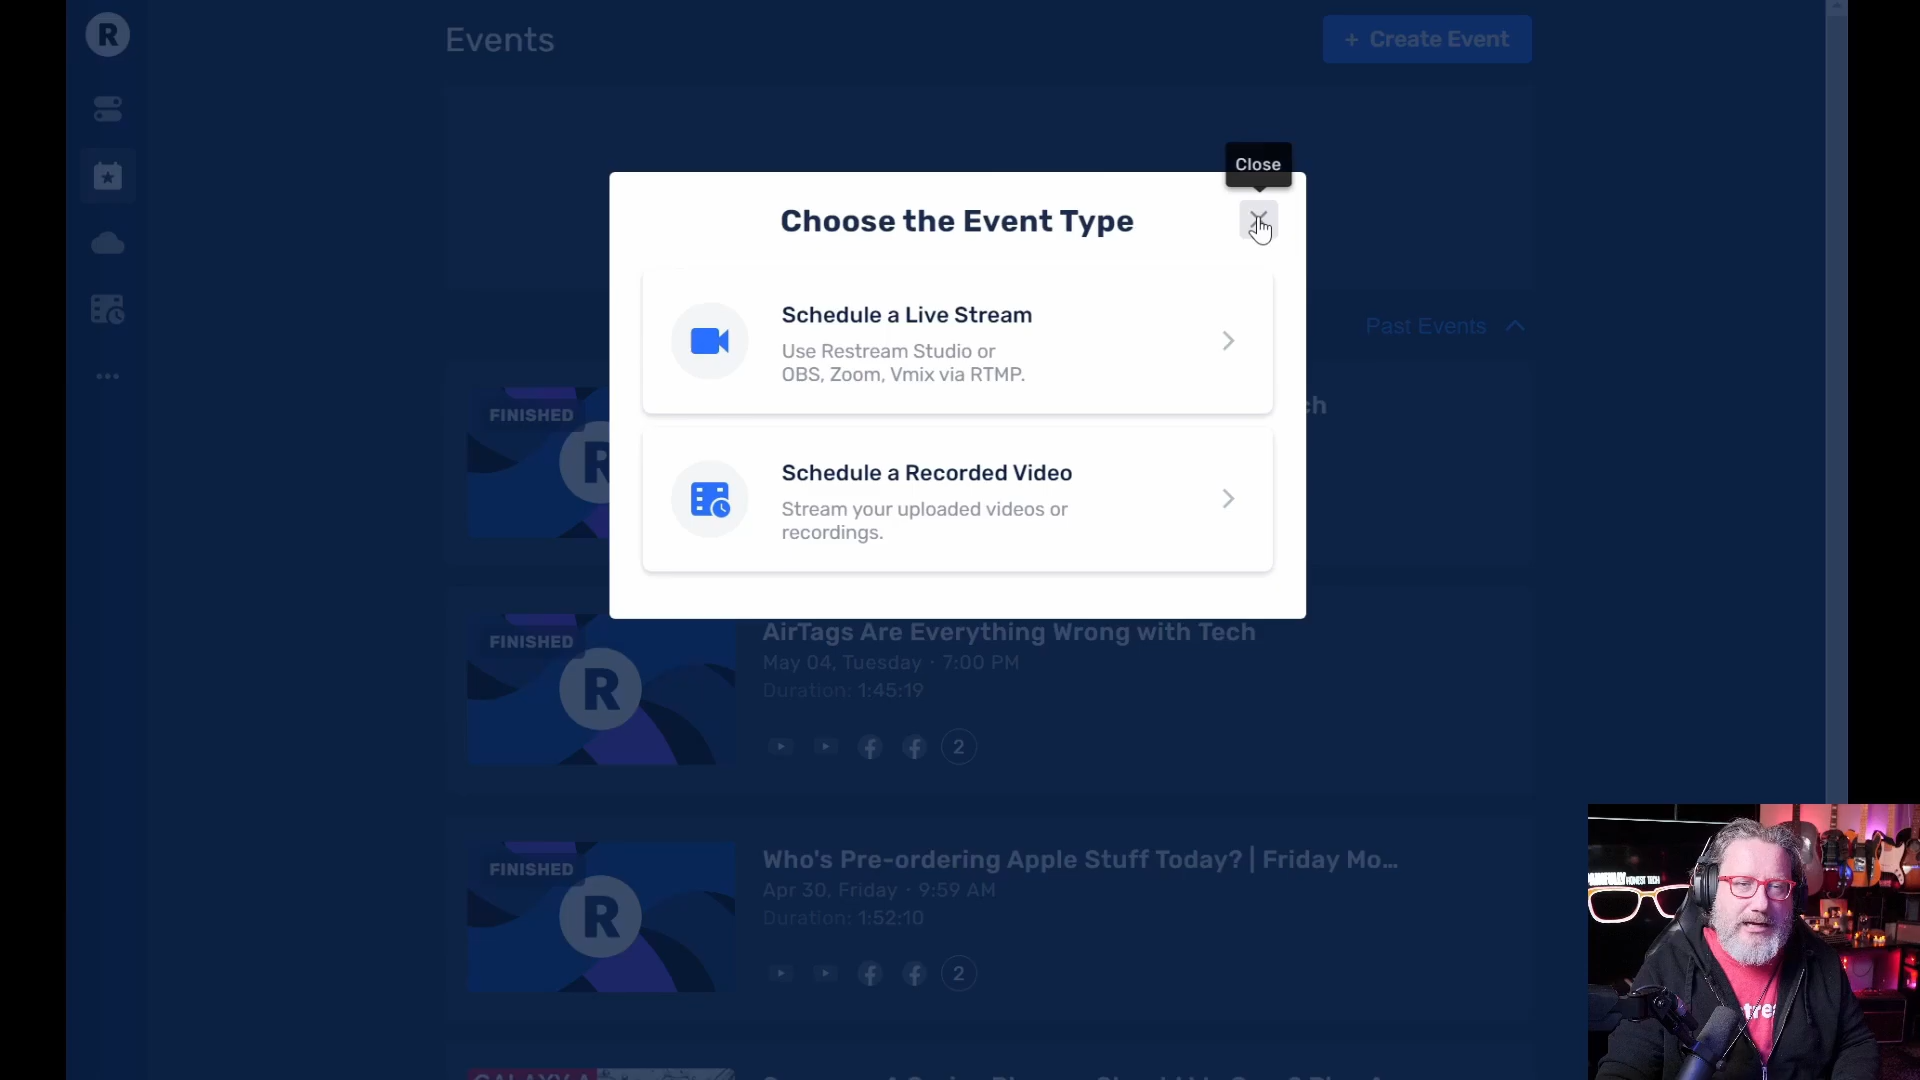 R
Events
+ Create Event
Close
Choose the Event Type
Schedule a Live Stream
Use Restream Studio or
OBS, Zoom, Vmix via RTMP.
Past Events
FINISHED
ch
R
Schedule a Recorded Video
Stream your uploaded videos or
recordings.
FINISHED
AirTags Are Everything Wrong with Tech
May 04, Tuesday · 7:00 PM
Duration: 1:45:19
R
2
FINISHED
Who's Pre-ordering Apple Stuff Today? | Friday Mo...
Apr 30, Friday · 9:59 AM
Duration: 1:52:10
R
2
HONEST TECH